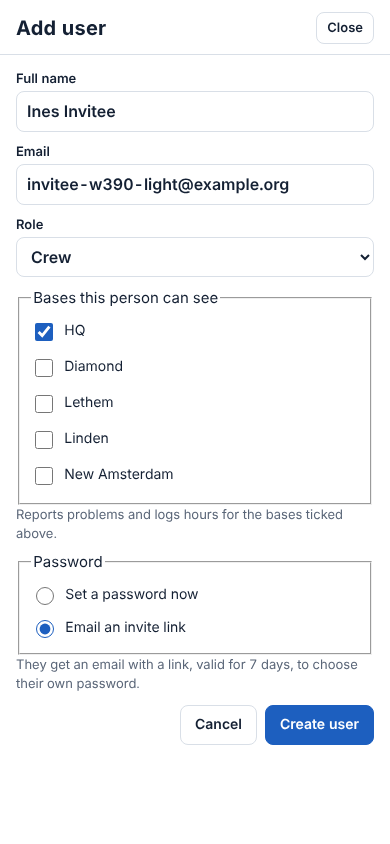 Add user
Close
Full name
Ines Invitee
Email
invitee-w390-light@example.org
Role
Crew
Bases this person can see
HQ
Diamond
Lethem
Linden
New Amsterdam
Reports problems and logs hours for the bases ticked
above.
Password
Set a password now
Email an invite link
They get an email with a link, valid for 7 days, to choose
their own password.
Cancel
Create user